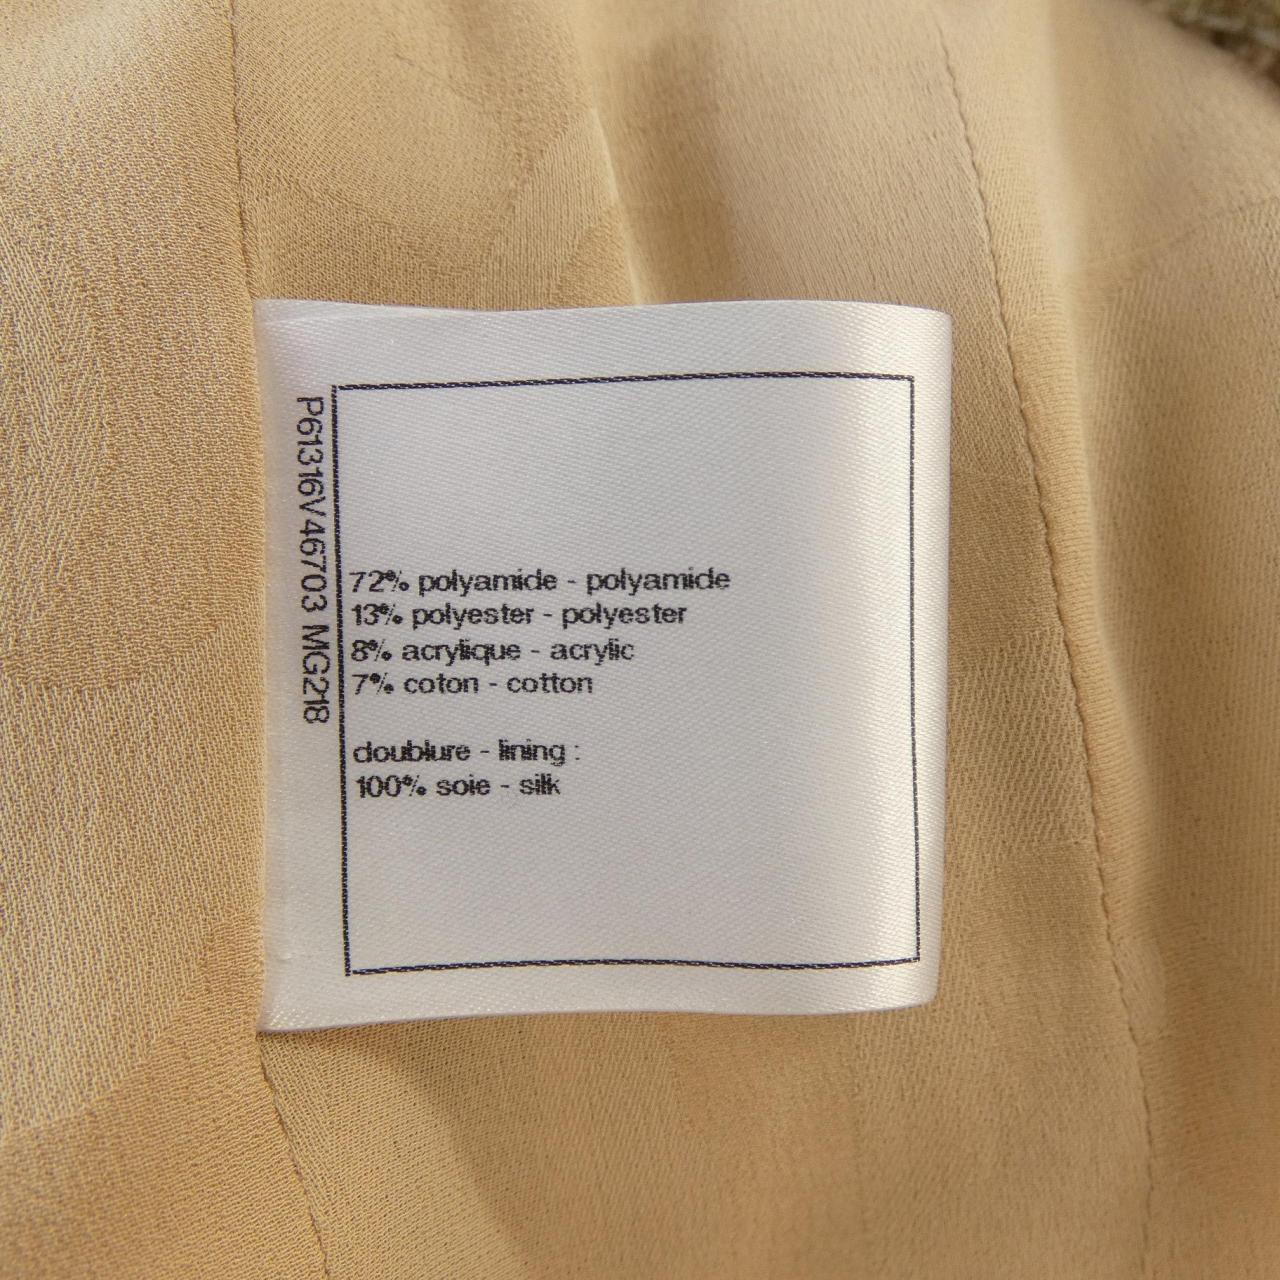 P61316V46703 MG218
72% polyamide - polyamide
13% polyester - polyester
8% acrylique - acrylic
7% coton - cotton
doublure - lining :
100% soie - silk